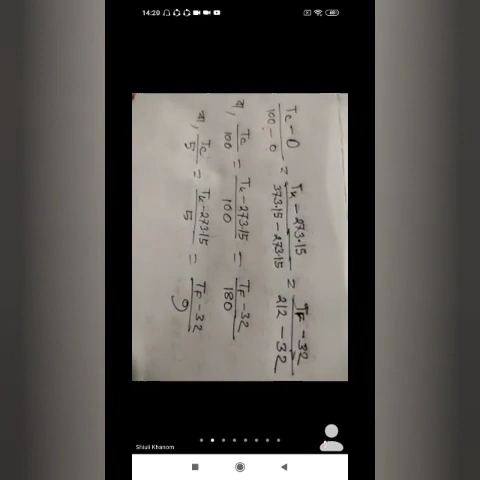 14:20
(Tc - 0)/(100 - 0) = (Tk - 273.15)/(373.15 - 273.15) = (TF - 32)/(212 - 32)
বা, Tc/100 = (Tk - 273.15)/100 = (TF - 32)/180
বা, Tc/5 = (Tk - 273.15)/5 = (TF - 32)/9
Shiuli Khanom